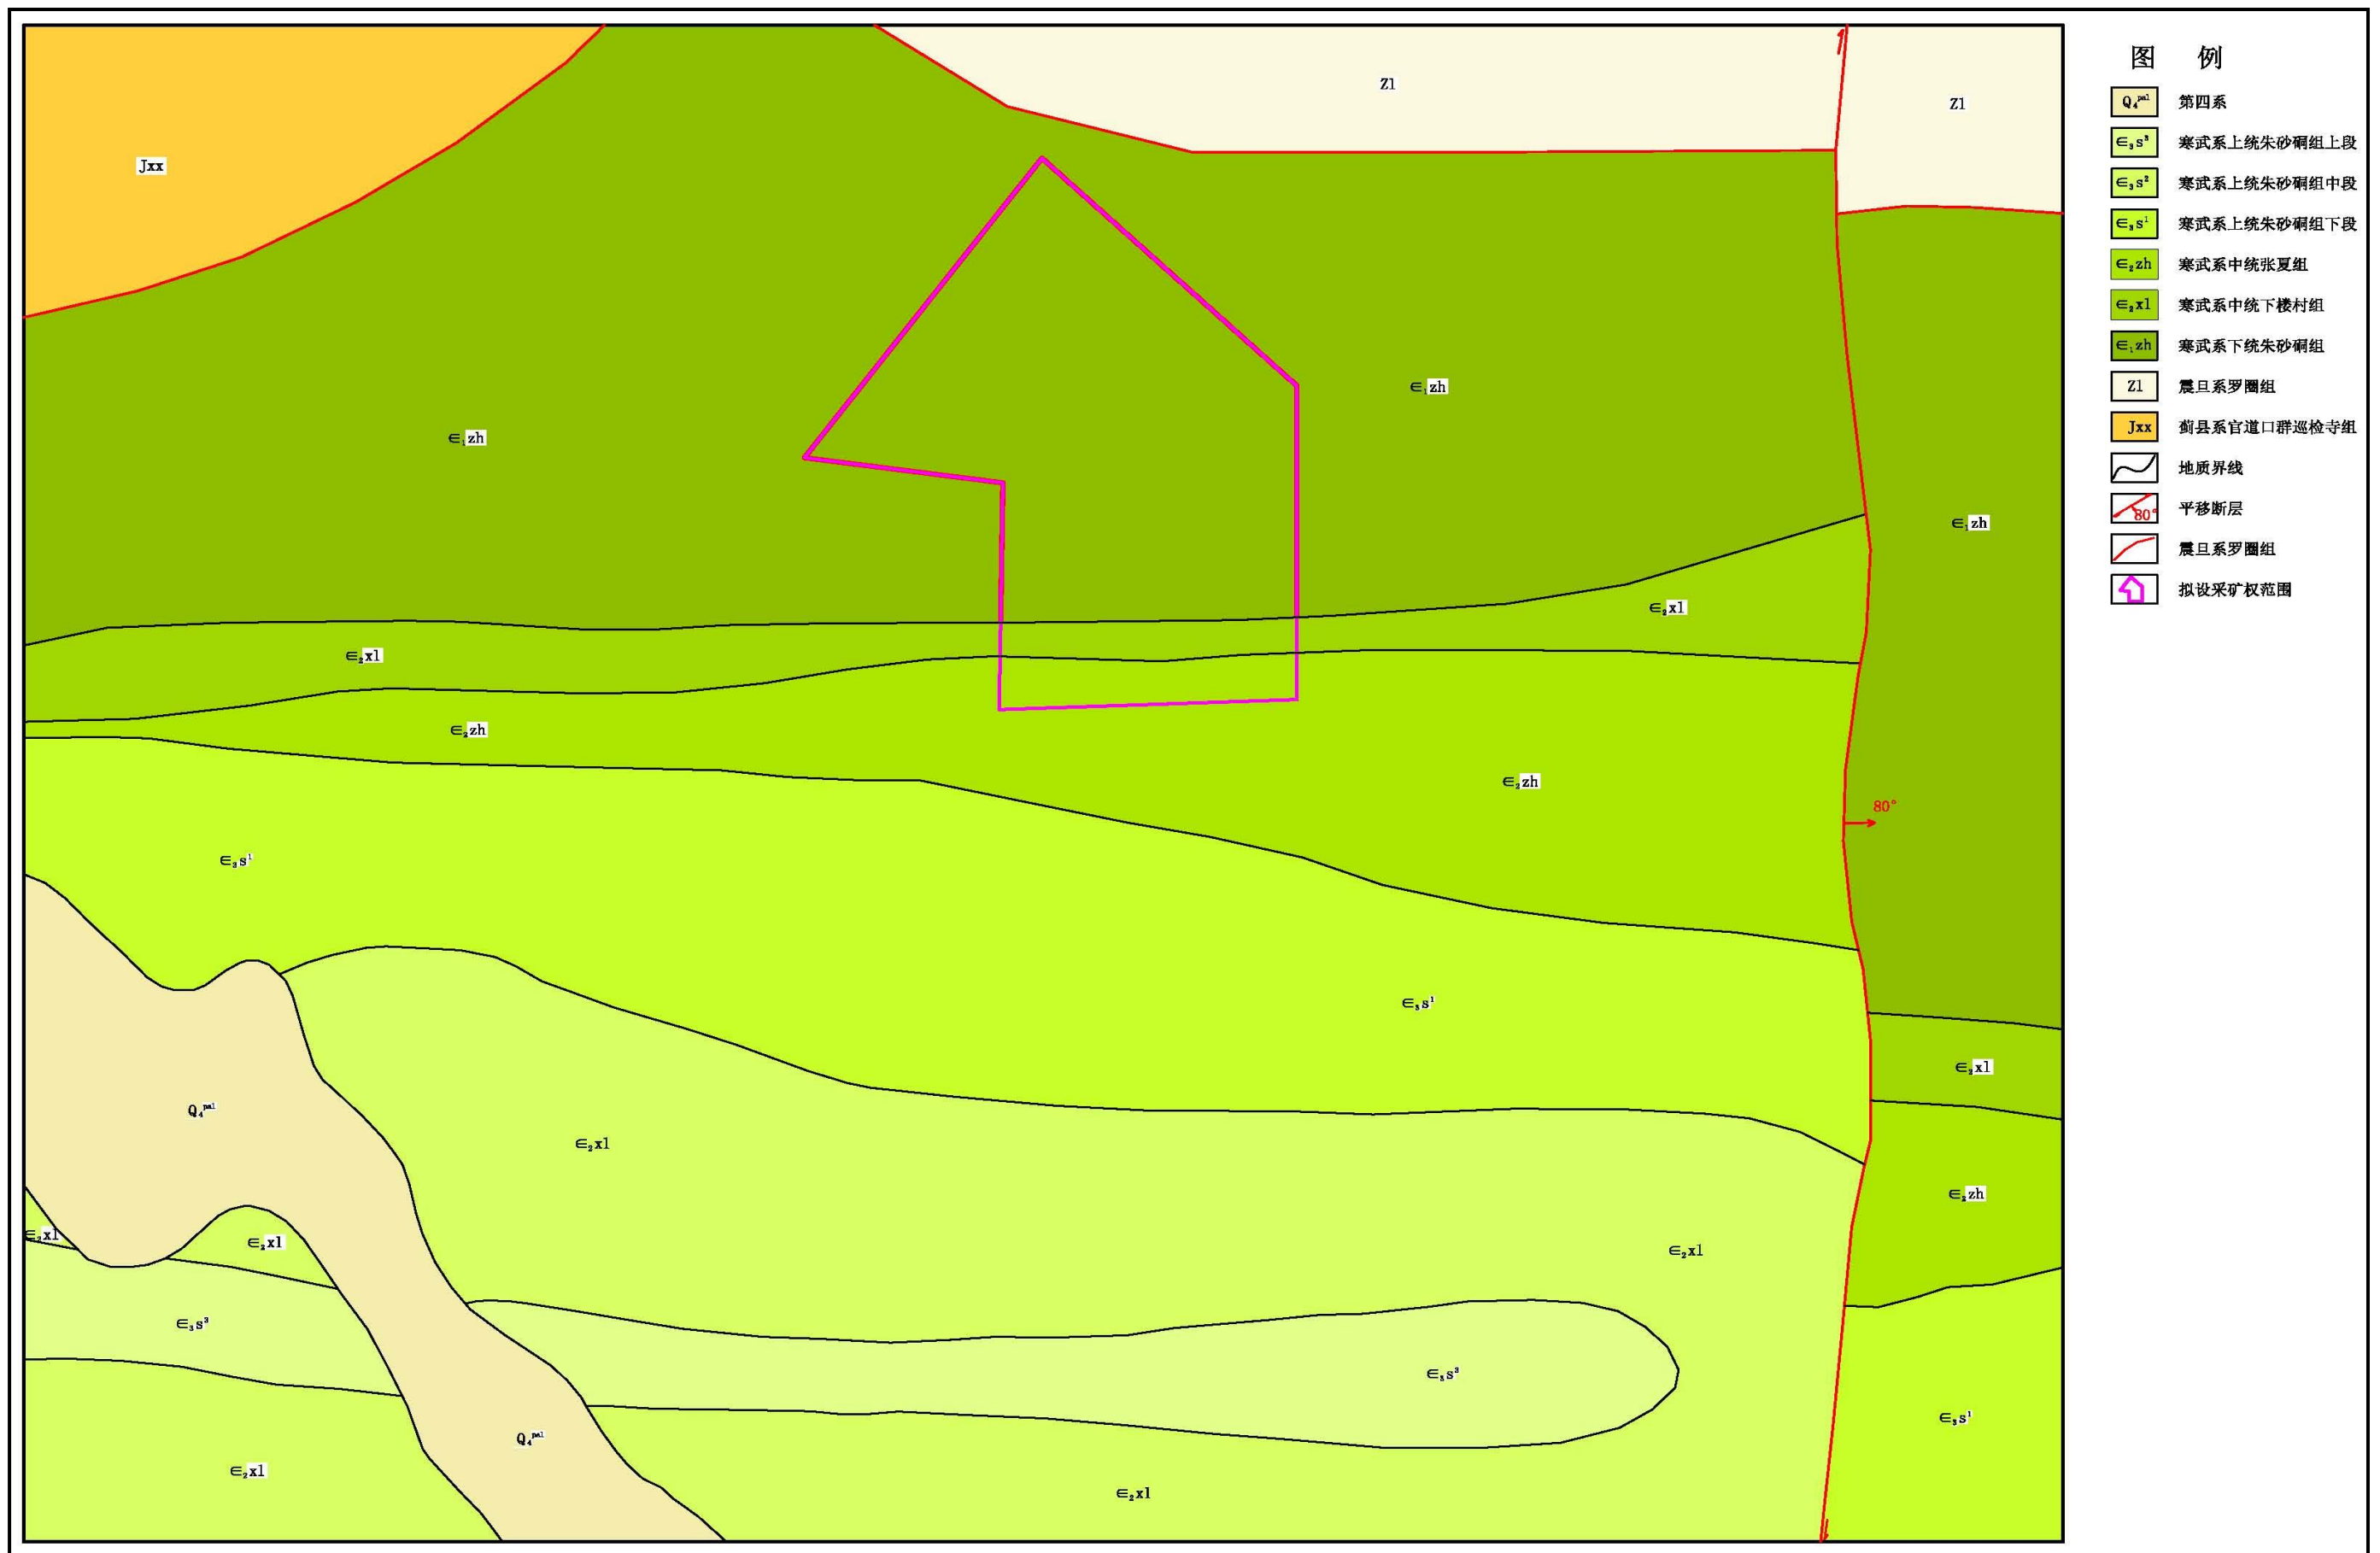 图 例
Q₄ᵖᵃˡ 第四系
∈₃s³ 寒武系上统朱砂硐组上段
∈₃s² 寒武系上统朱砂硐组中段
∈₃s¹ 寒武系上统朱砂硐组下段
∈₂zh 寒武系中统张夏组
∈₂xl 寒武系中统下楼村组
∈₁zh 寒武系下统朱砂硐组
Zl 震旦系罗圈组
Jxx 蓟县系官道口群巡检寺组
地质界线
80° 平移断层
震旦系罗圈组
拟设采矿权范围
Zl
Zl
Jxx
∈₁zh
∈₁zh
∈₁zh
∈₂xl
∈₂xl
∈₂zh
∈₂zh
80°
∈₃s¹
∈₃s¹
∈₂xl
Q₄ᵖᵃˡ
∈₂xl
∈₂zh
∈₂xl
∈₂xl
∈₂xl
∈₃s³
∈₃s³
∈₃s¹
Q₄ᵖᵃˡ
∈₂xl
∈₂xl